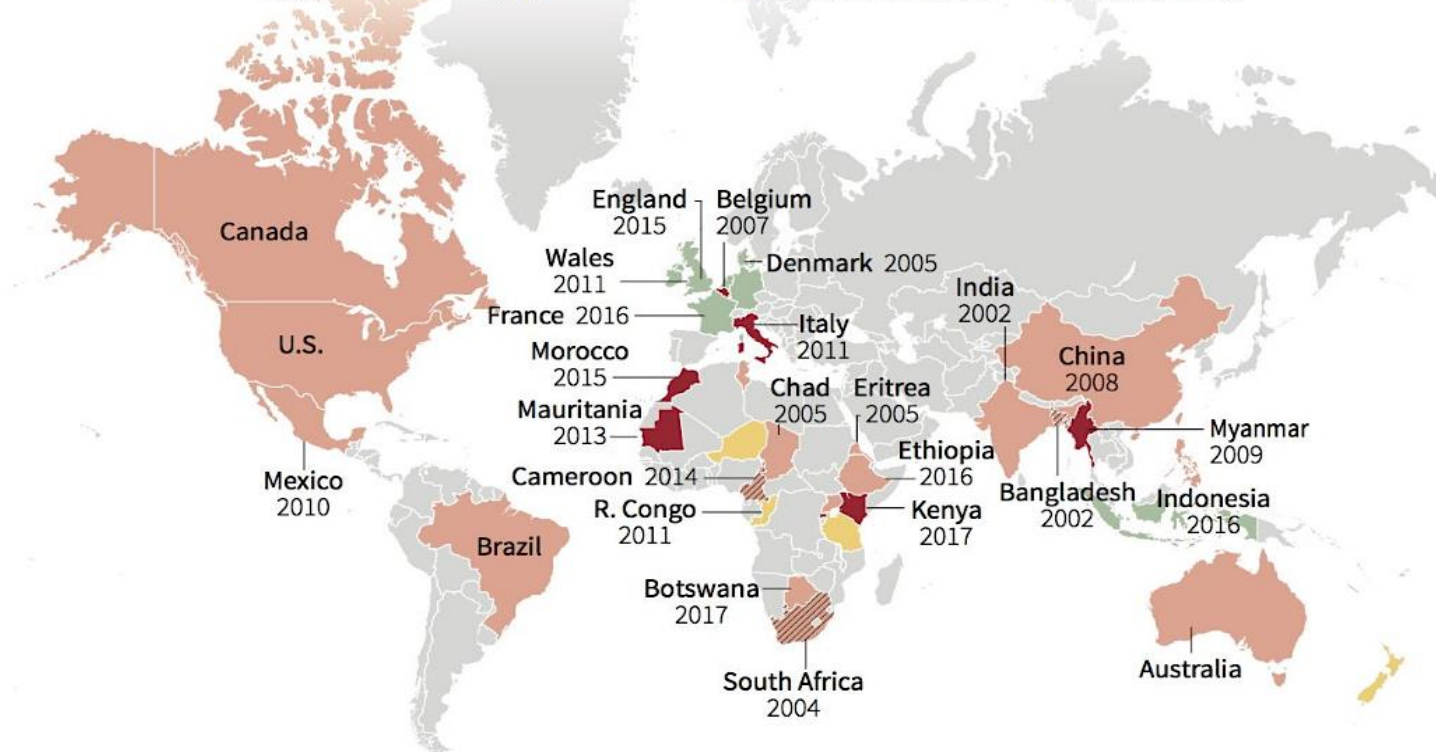 England
2015
Belgium
2007
Canada
Wales
2011
Denmark 2005
India
2002
France 2016
Italy
2011
U.S.
Morocco
2015
China
2008
Chad
2005
Eritrea
2005
Mauritania
2013
Myanmar
2009
Ethiopia
2016
Mexico
2010
Cameroon 2014
Bangladesh
2002
Indonesia
2016
R. Congo
2011
Kenya
2017
Brazil
Botswana
2017
Australia
South Africa
2004